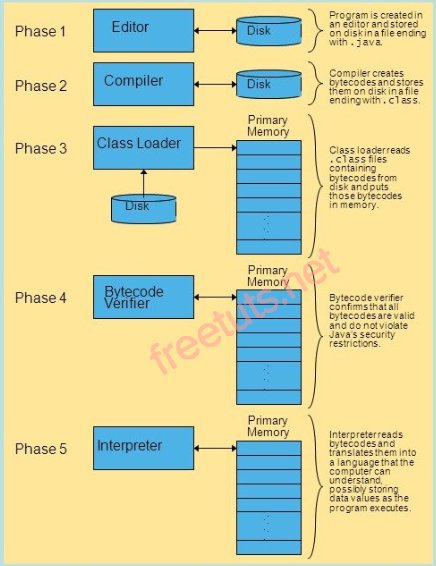 Phase 1
Editor
Disk
Program is created in
an editor and stored
on disk in a file ending
with .java.
Phase 2
Compiler
Disk
Compiler creates
bytecodes and stores
them on disk in a file
ending with .class.
Phase 3
Class Loader
Disk
Primary
Memory
Class loader reads
.class files
containing
bytecodes from
disk and puts
those bytecodes
in memory.
Phase 4
Bytecode
Verifier
Primary
Memory
Bytecode verifier
confirms that all
bytecodes are valid
and do not violate
Java's security
restrictions.
freetuts.net
Phase 5
Interpreter
Primary
Memory
Interpreter reads
bytecodes and
translates them into
a language that the
computer can
understand,
possibly storing
data values as the
program executes.